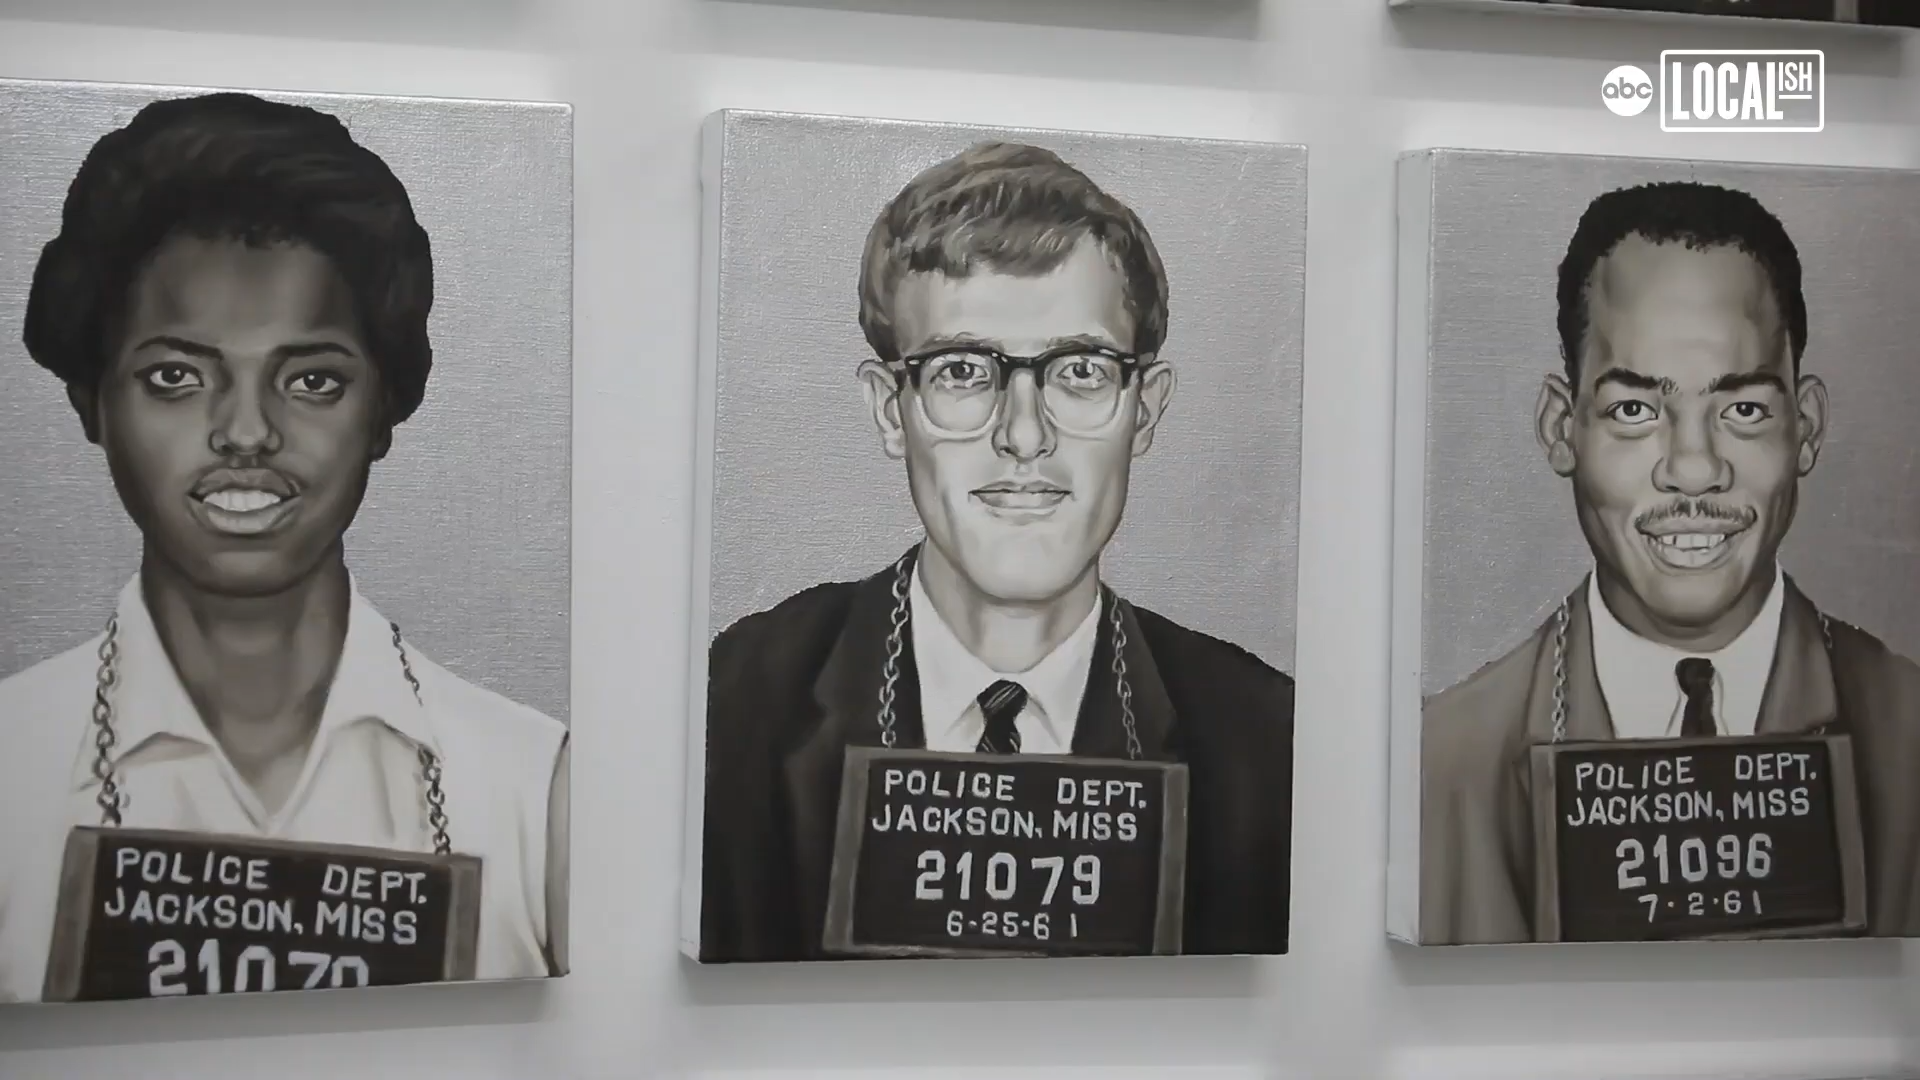 abc LOCALISH
POLICE DEPT.
JACKSON, MISS
POLICE DEPT.
JACKSON, MISS
21079
6-25-61
POLICE DEPT.
JACKSON, MISS
21096
7·2·61